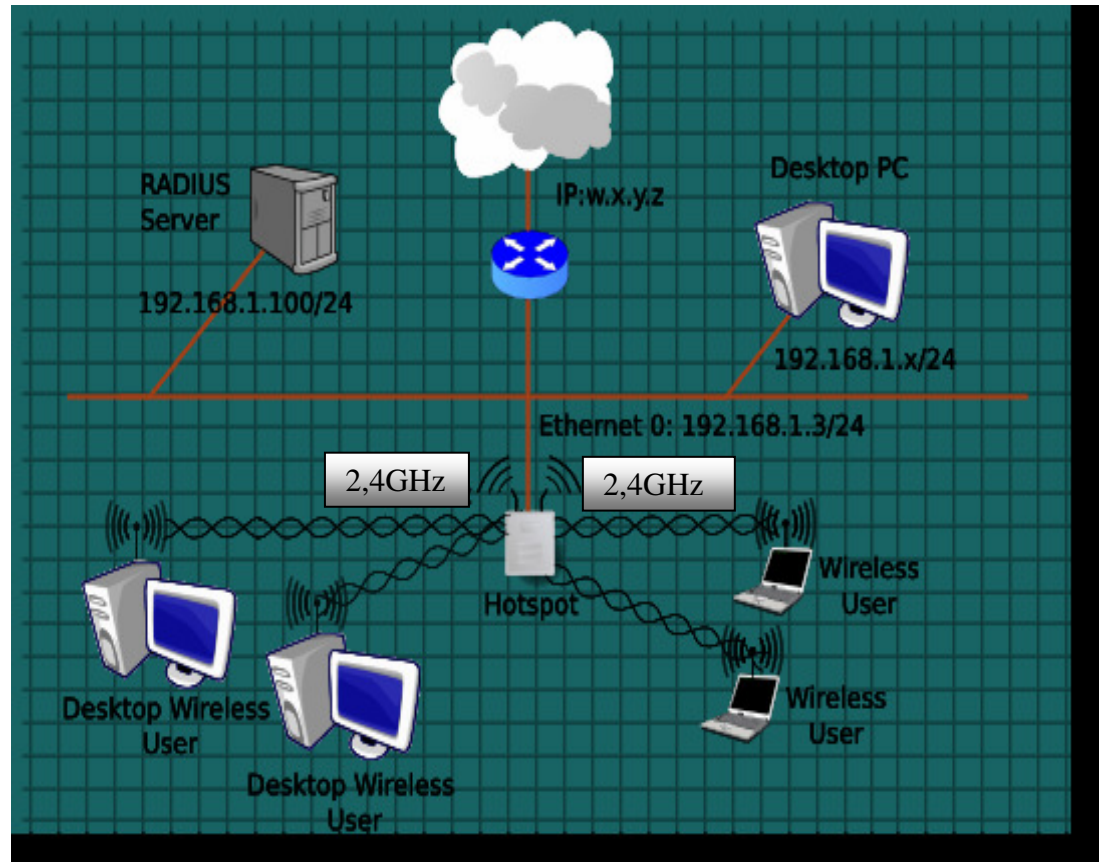 IP:w.x.y.z
Desktop PC
RADIUS
Server
192.168.1.100/24
192.168.1.x/24
Ethernet 0: 192.168.1.3/24
2,4GHz
2,4GHz
Hotspot
Wireless
User
Desktop Wireless
User
Wireless
User
Desktop Wireless
User